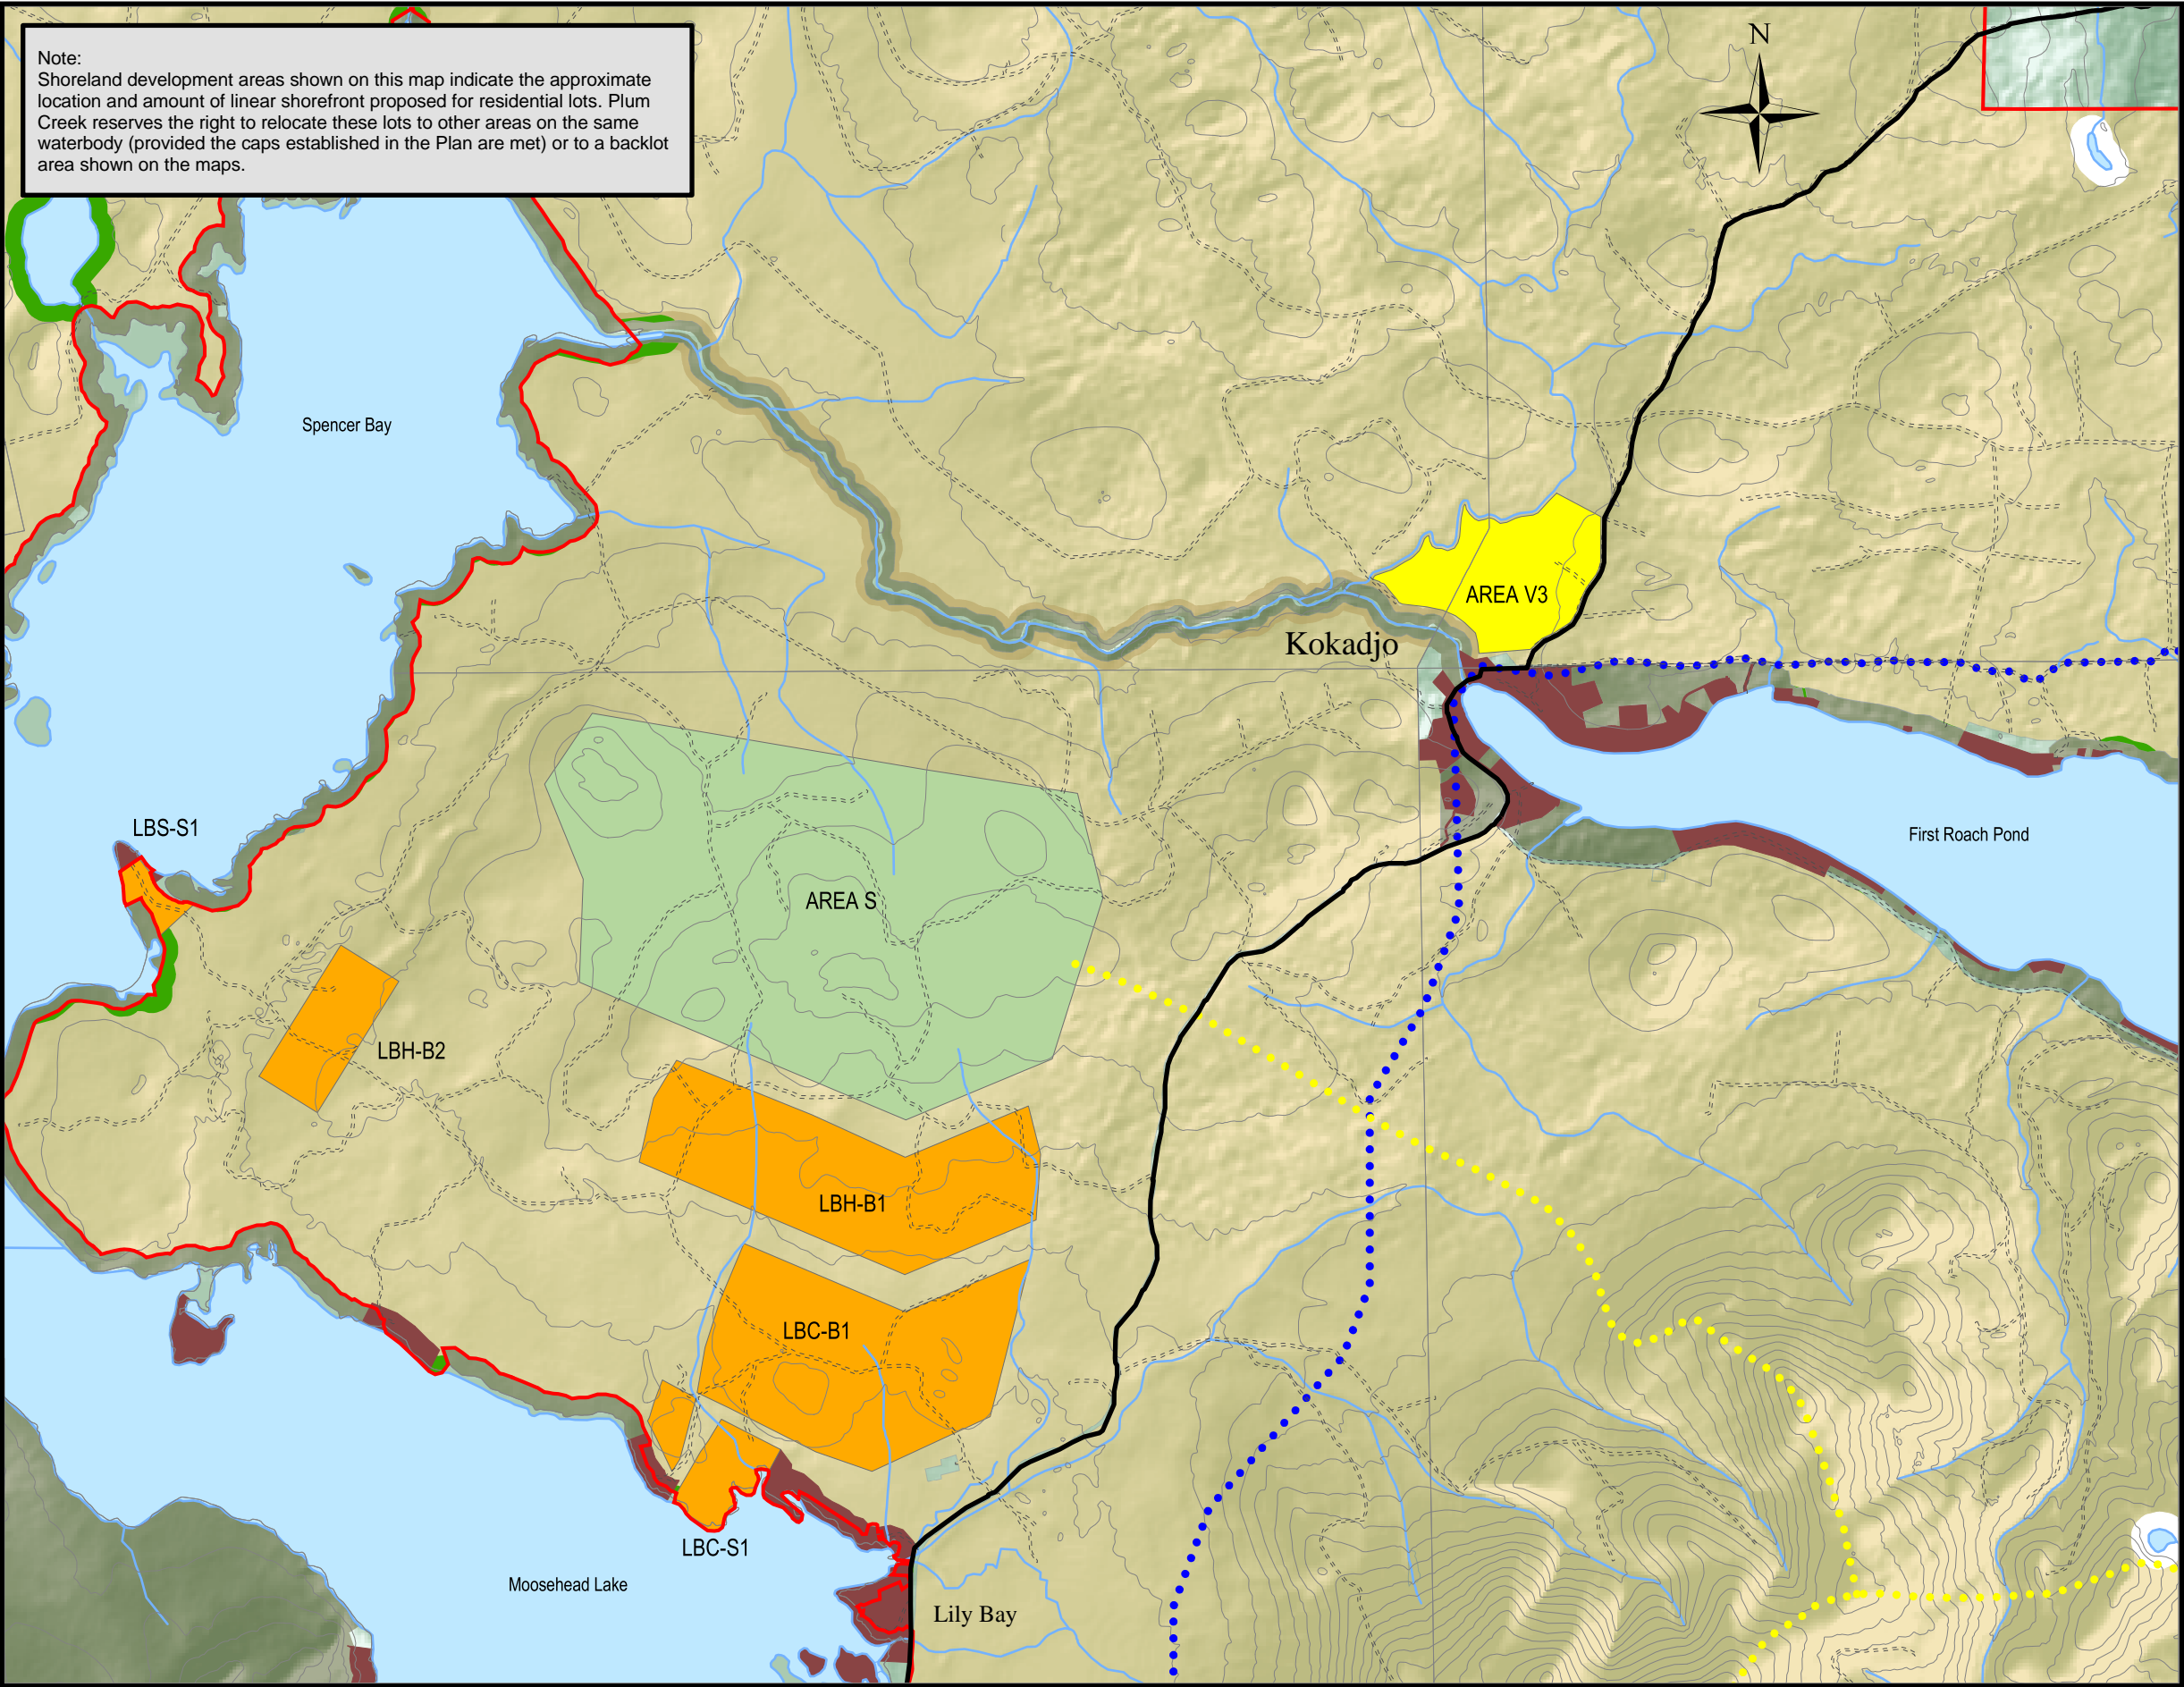 Note:
Shoreland development areas shown on this map indicate the approximate
location and amount of linear shorefront proposed for residential lots. Plum
Creek reserves the right to relocate these lots to other areas on the same
waterbody (provided the caps established in the Plan are met) or to a backlot
area shown on the maps.
N
Spencer Bay
AREA V3
Kokadjo
LBS-S1
First Roach Pond
AREA S
LBH-B2
LBH-B1
LBC-B1
LBC-S1
Moosehead Lake
Lily Bay